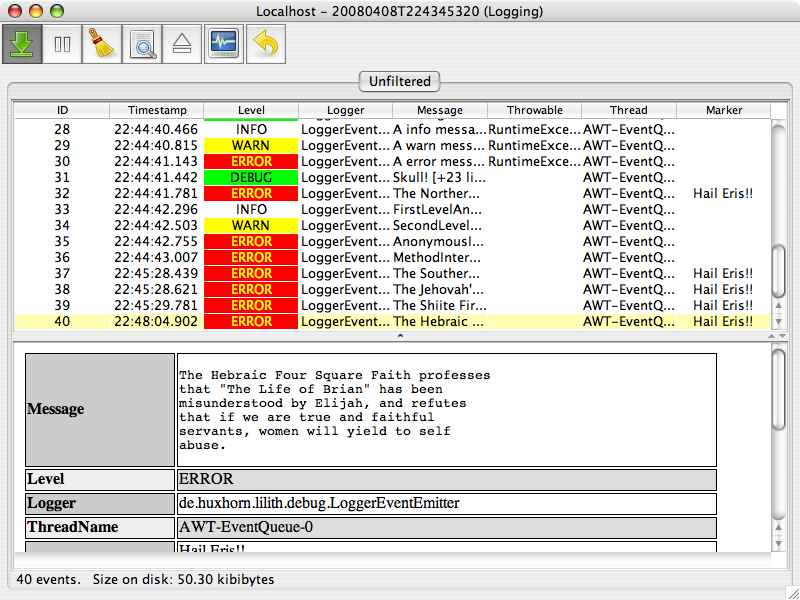 Localhost – 20080408T224345320 (Logging)
Unfiltered
ID Timestamp Level Logger Message Throwable Thread Marker
28 22:44:40.466 INFO LoggerEvent... A info messa... RuntimeExce... AWT-EventQ...
29 22:44:40.815 WARN LoggerEvent... A warn mess... RuntimeExce... AWT-EventQ...
30 22:44:41.143 ERROR LoggerEvent... A error mess... RuntimeExce... AWT-EventQ...
31 22:44:41.442 DEBUG LoggerEvent... Skull! [+23 li... AWT-EventQ...
32 22:44:41.781 ERROR LoggerEvent... The Norther... AWT-EventQ... Hail Eris!!
33 22:44:42.296 INFO LoggerEvent... FirstLevelAn... AWT-EventQ...
34 22:44:42.503 WARN LoggerEvent... SecondLevel... AWT-EventQ...
35 22:44:42.755 ERROR LoggerEvent... AnonymousI... AWT-EventQ...
36 22:44:43.007 ERROR LoggerEvent... MethodInter... AWT-EventQ...
37 22:45:28.439 ERROR LoggerEvent... The Souther... AWT-EventQ... Hail Eris!!
38 22:45:28.621 ERROR LoggerEvent... The Jehovah'... AWT-EventQ... Hail Eris!!
39 22:45:29.781 ERROR LoggerEvent... The Shiite Fir... AWT-EventQ... Hail Eris!!
40 22:48:04.902 ERROR LoggerEvent... The Hebraic ... AWT-EventQ... Hail Eris!!
Message
The Hebraic Four Square Faith professes
that "The Life of Brian" has been
misunderstood by Elijah, and refutes
that if we are true and faithful
servants, women will yield to self
abuse.
Level ERROR
Logger de.huxhorn.lilith.debug.LoggerEventEmitter
ThreadName AWT-EventQueue-0
Hail Eris!!
40 events. Size on disk: 50.30 kibibytes